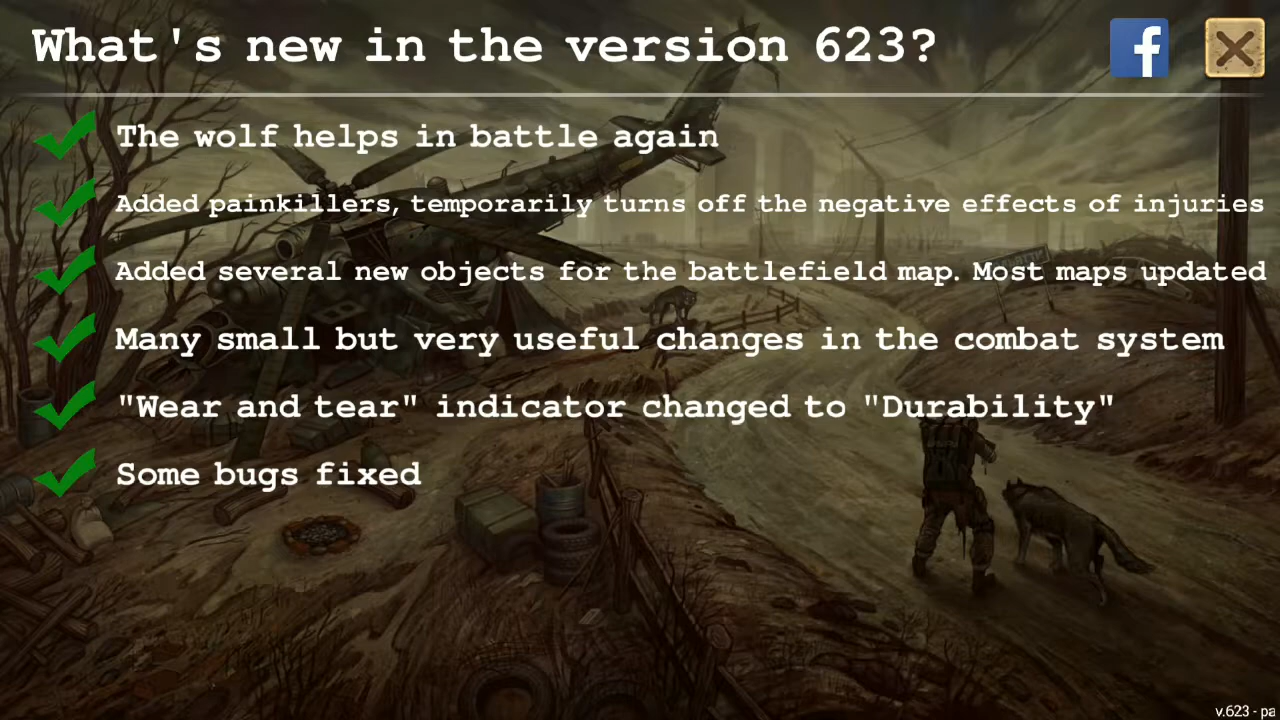 What's new in the version 623?
The wolf helps in battle again
Added painkillers, temporarily turns off the negative effects of injuries
Added several new objects for the battlefield map. Most maps updated
Many small but very useful changes in the combat system
"Wear and tear" indicator changed to "Durability"
Some bugs fixed
v.623 - pa